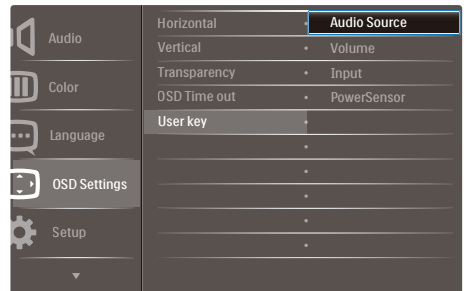 Audio
Color
Language
OSD Settings
Setup
Horizontal
Vertical
Transparency
OSD Time out
User key
Audio Source
Volume
Input
PowerSensor